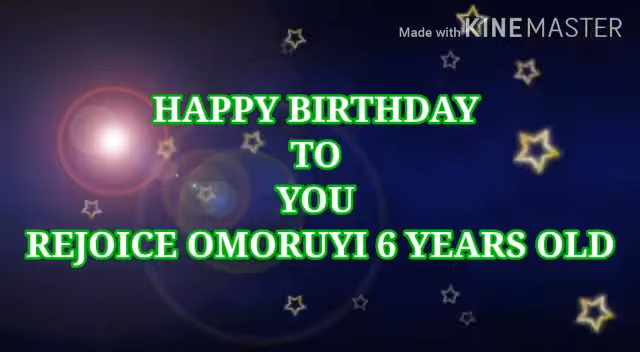 Made with KINEMASTER
HAPPY BIRTHDAY
TO
YOU
REJOICE OMORUYI 6 YEARS OLD